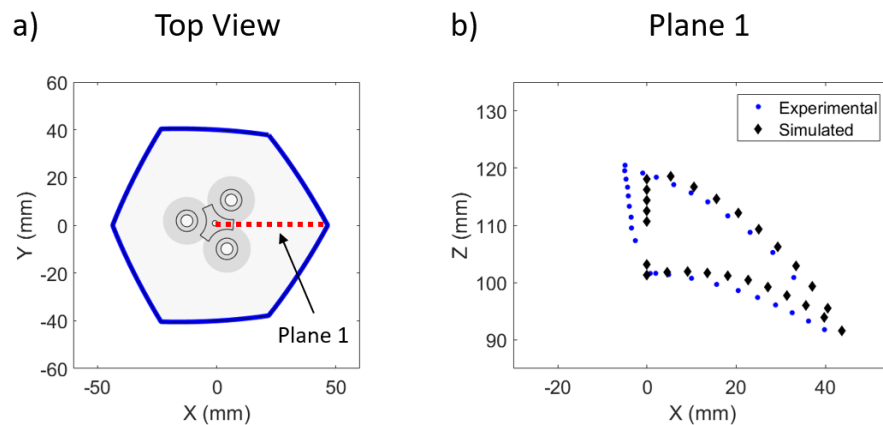 a)
Top View
60
40
20
0
-20
-40
-60
Y (mm)
-50
0
50
X (mm)
Plane 1
b)
Plane 1
130
120
110
100
90
Z (mm)
-20
0
20
40
X (mm)
Experimental
Simulated